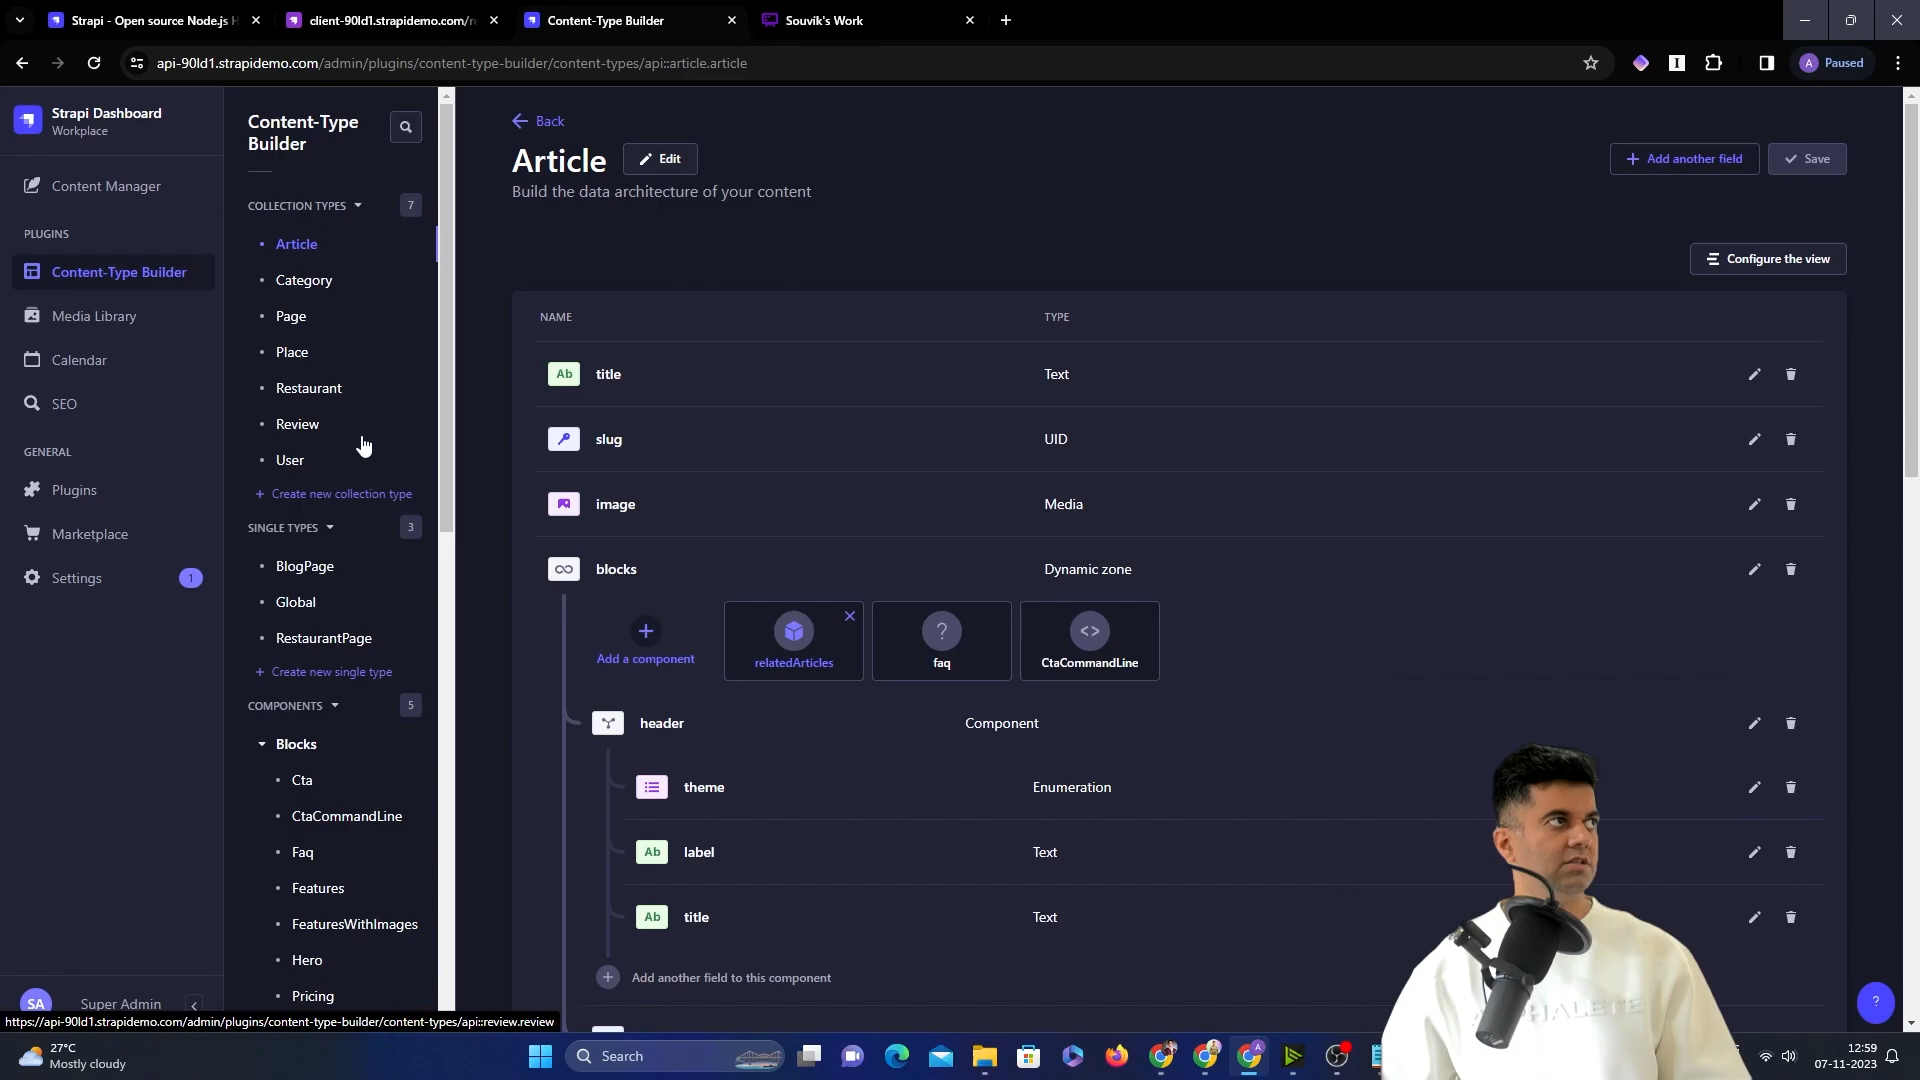 Strapi - Open source Node.js H
client-90ld1.strapidemo.com/r
Content-Type Builder
Souvik's Work
api-90ld1.strapidemo.com/admin/plugins/content-type-builder/content-types/api::article.article
A Paused
Strapi Dashboard
Workplace
Content Manager
PLUGINS
Content-Type Builder
Media Library
Calendar
SEO
GENERAL
Plugins
Marketplace
Settings
1
SA
Super Admin
Content-Type
Builder
COLLECTION TYPES
7
Article
Category
Page
Place
Restaurant
Review
User
+ Create new collection type
SINGLE TYPES
3
BlogPage
Global
RestaurantPage
+ Create new single type
COMPONENTS
5
Blocks
Cta
CtaCommandLine
Faq
Features
FeaturesWithImages
Hero
Pricing
Back
Article
Edit
Build the data architecture of your content
+ Add another field
Save
Configure the view
NAME
TYPE
Ab title Text
slug UID
image Media
blocks Dynamic zone
Add a component
relatedArticles
? faq
<> CtaCommandLine
header Component
theme Enumeration
Ab label Text
Ab title Text
Add another field to this component
?
https://api-90ld1.strapidemo.com/admin/plugins/content-type-builder/content-types/api::review.review
27°C
Mostly cloudy
Search
12:59
07-11-2023